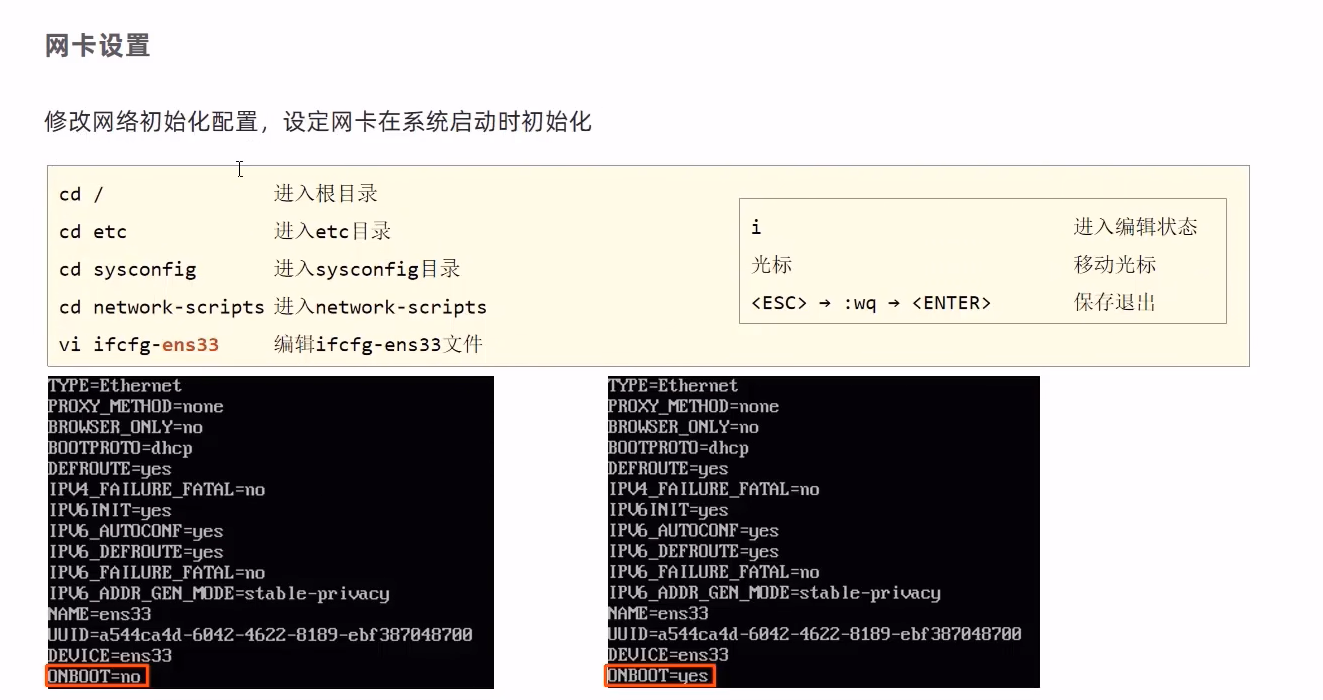 网卡设置
修改网络初始化配置，设定网卡在系统启动时初始化
cd / 进入根目录
cd etc 进入etc目录
cd sysconfig 进入sysconfig目录
cd network-scripts 进入network-scripts
vi ifcfg-ens33 编辑ifcfg-ens33文件
i 进入编辑状态
光标 移动光标
<ESC> → :wq → <ENTER> 保存退出
TYPE=Ethernet
PROXY_METHOD=none
BROWSER_ONLY=no
BOOTPROTO=dhcp
DEFROUTE=yes
IPV4_FAILURE_FATAL=no
IPV6INIT=yes
IPV6_AUTOCONF=yes
IPV6_DEFROUTE=yes
IPV6_FAILURE_FATAL=no
IPV6_ADDR_GEN_MODE=stable-privacy
NAME=ens33
UUID=a544ca4d-6042-4622-8189-ebf387048700
DEVICE=ens33
ONBOOT=no
TYPE=Ethernet
PROXY_METHOD=none
BROWSER_ONLY=no
BOOTPROTO=dhcp
DEFROUTE=yes
IPV4_FAILURE_FATAL=no
IPV6INIT=yes
IPV6_AUTOCONF=yes
IPV6_DEFROUTE=yes
IPV6_FAILURE_FATAL=no
IPV6_ADDR_GEN_MODE=stable-privacy
NAME=ens33
UUID=a544ca4d-6042-4622-8189-ebf387048700
DEVICE=ens33
ONBOOT=yes